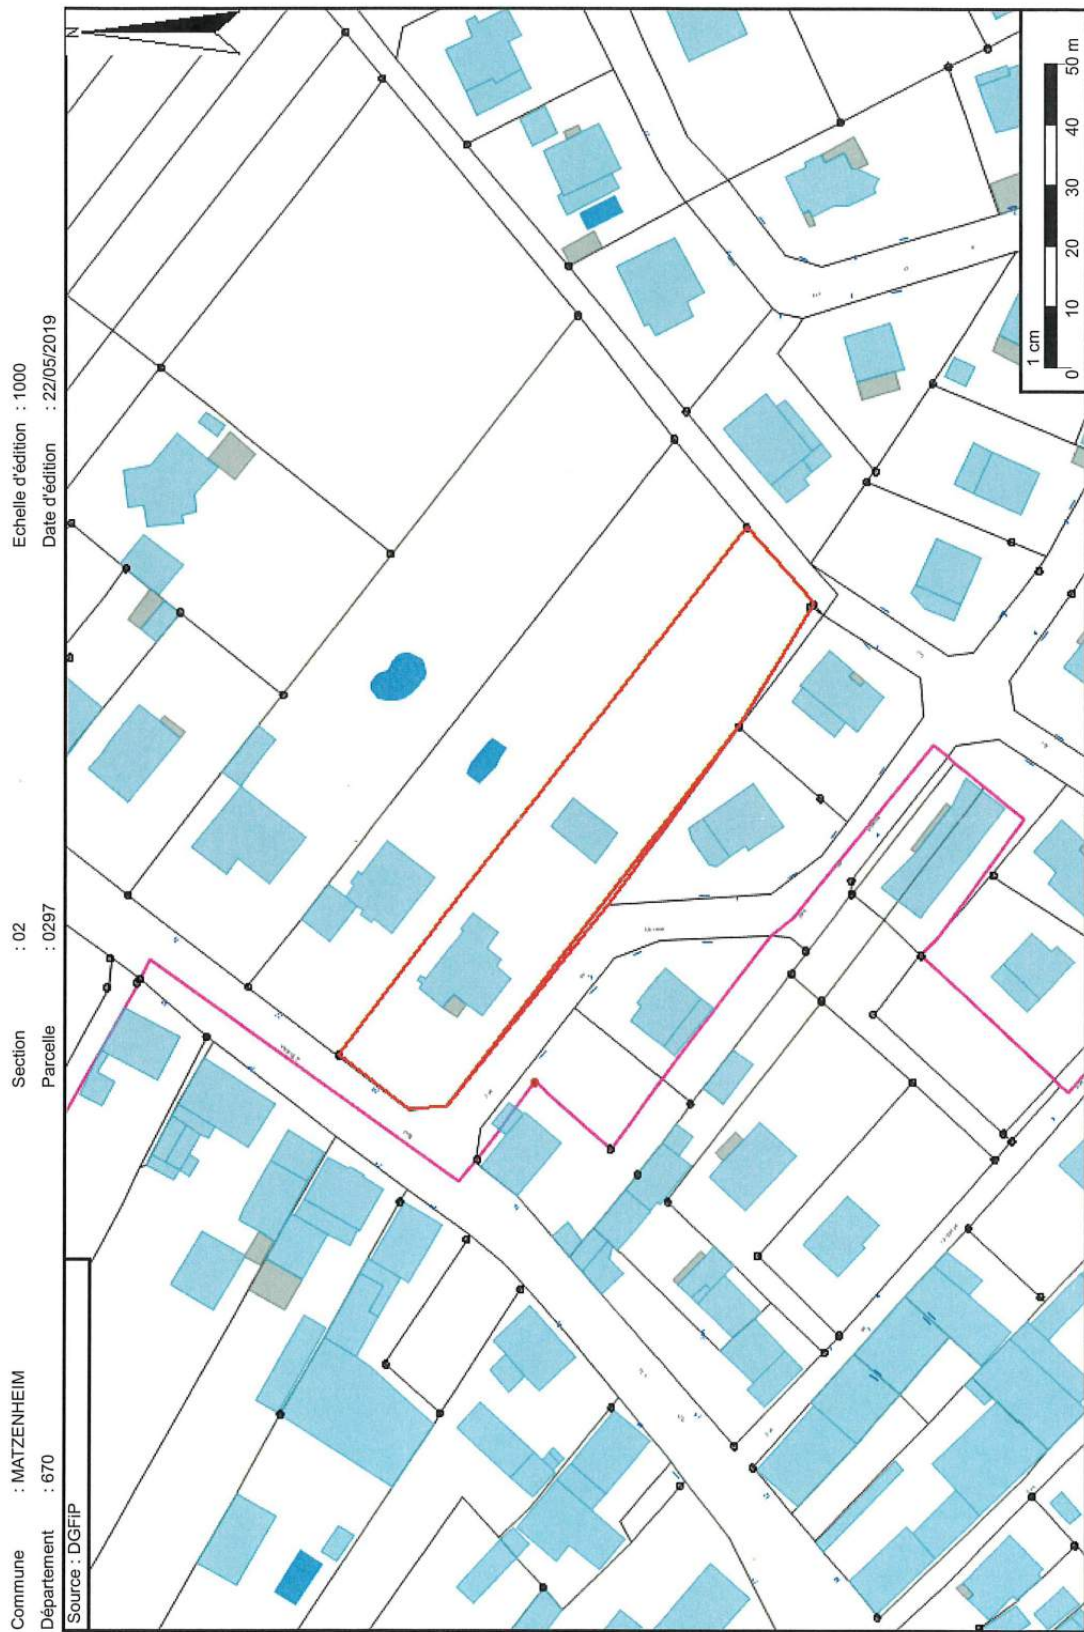 Commune : MATZENHEIM Section : 02 Echelle d'édition : 1000
Département : 670 Parcelle : 0297 Date d'édition : 22/05/2019
Source : DGFiP
N
1 cm
0 10 20 30 40 50 m